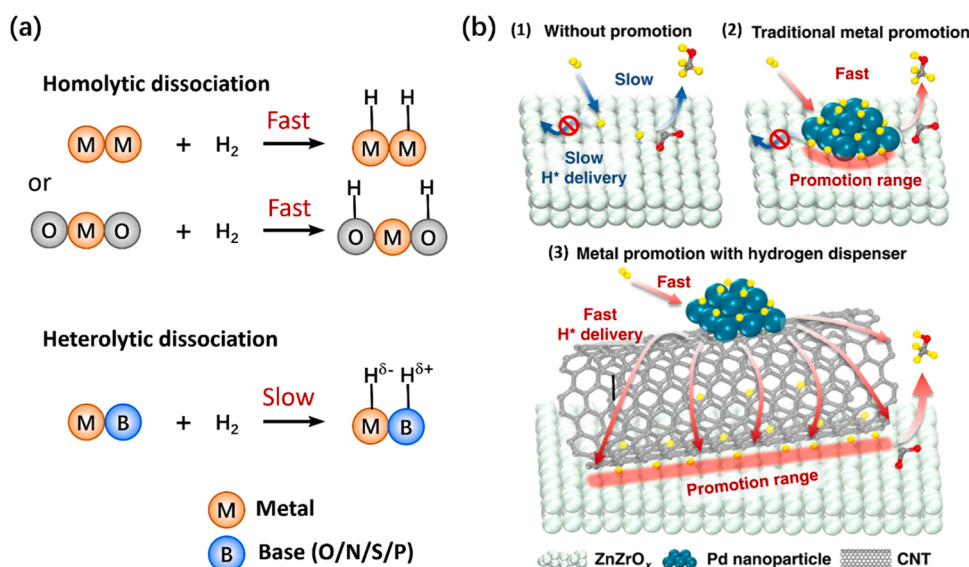 (a)
Homolytic dissociation
M M + H2 Fast H H M M
or
O M O + H2 Fast H H O M O
Heterolytic dissociation
M B + H2 Slow Hδ- Hδ+ M B
M Metal
B Base (O/N/S/P)
(b)
(1) Without promotion
Slow
Slow
H* delivery
(2) Traditional metal promotion
Fast
Promotion range
(3) Metal promotion with hydrogen dispenser
Fast
Fast
H* delivery
Promotion range
ZnZrOx Pd nanoparticle CNT